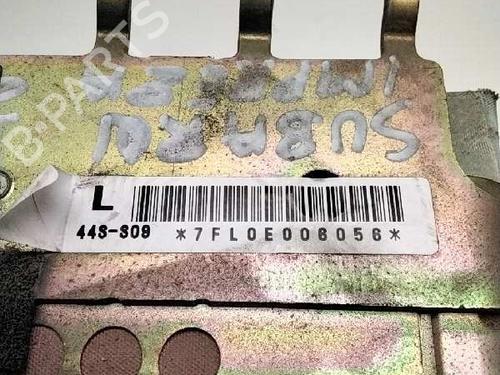 SUBARU
IMPREZA
L
44S-S09
*7FL0E006056*
B-PARTS